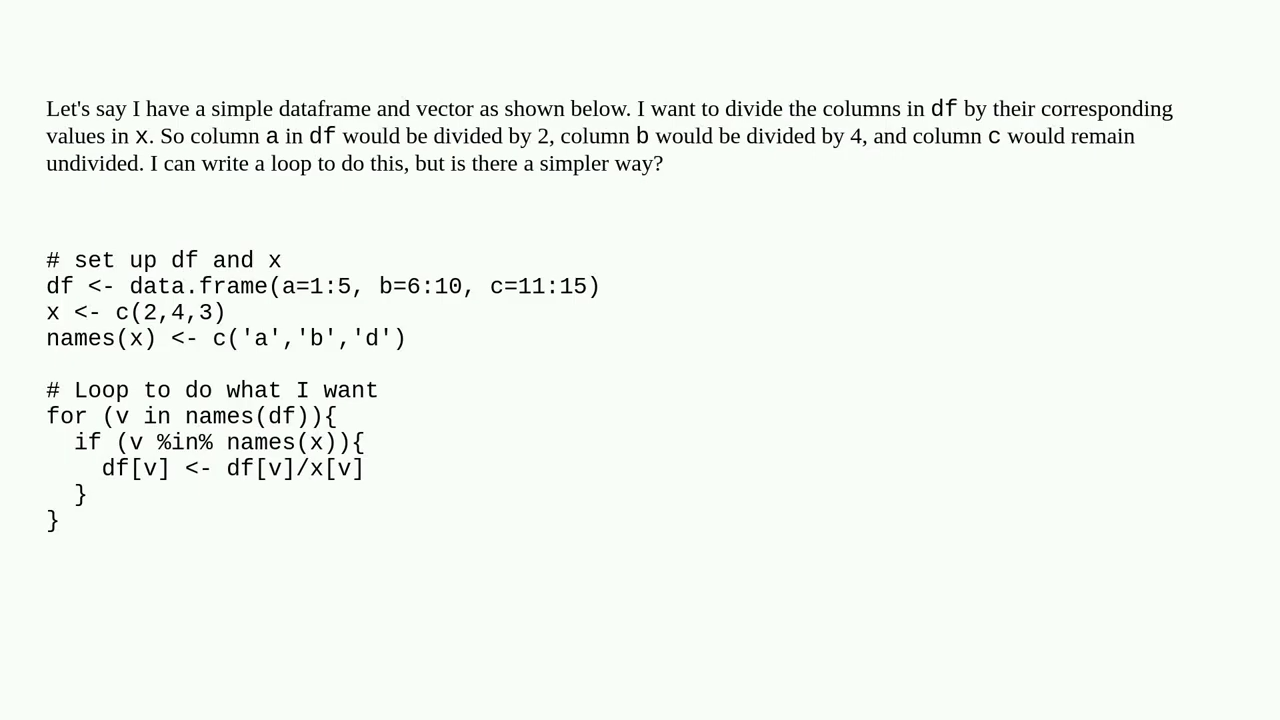 Let's say I have a simple dataframe and vector as shown below. I want to divide the columns in df by their corresponding
values in x. So column a in df would be divided by 2, column b would be divided by 4, and column c would remain
undivided. I can write a loop to do this, but is there a simpler way?
# set up df and x
df <- data.frame(a=1:5, b=6:10, c=11:15)
x <- c(2,4,3)
names(x) <- c('a','b','d')
# Loop to do what I want
for (v in names(df)){
  if (v %in% names(x)){
    df[v] <- df[v]/x[v]
  }
}